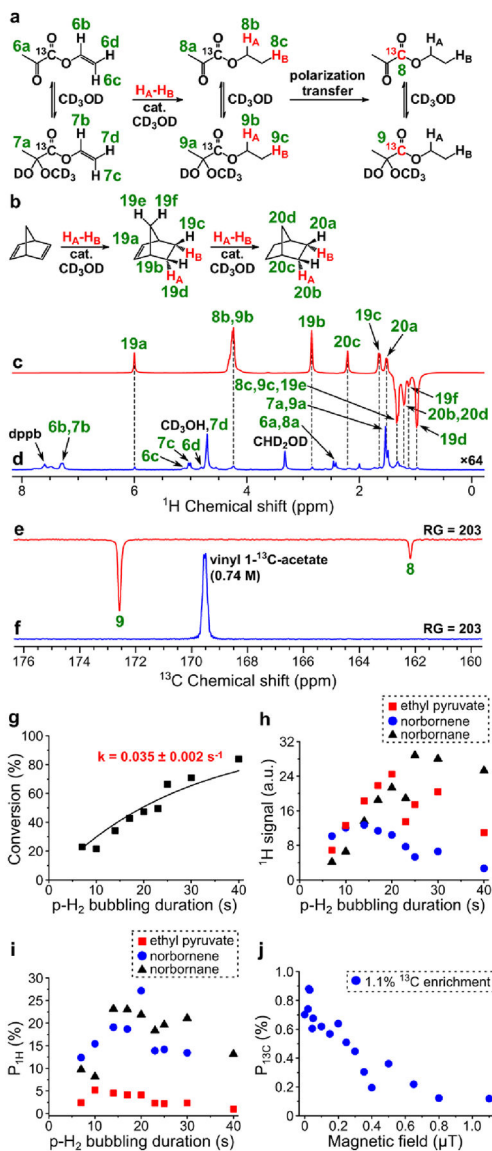 a
6b
6a
6d
6c
8b
8a
8c
8
13C
O
O
O
H
H
H
HA
HB
13C
O
O
O
HA
HB
13C
O
O
O
CD3OD
HA-HB
cat.
CD3OD
CD3OD
polarization
transfer
CD3OD
7b
7a
7d
7c
9b
9a
9c
9
13C
O
O
H
H
H
DO OCD3
13C
O
O
HA
HB
DO OCD3
13C
O
O
HA
HB
DO OCD3
b
HA-HB
cat.
CD3OD
19e
19f
H H
19a
19c
H
HB
H
HA
19b
19d
HA-HB
cat.
CD3OD
20d
20a
H
HB
H
HA
20c
20b
c
19a
8b,9b
19b
20c
19c
20a
8c,9c,19e
7a,9a
19f
20b,20d
19d
d
dppb
6b,7b
CD3OH,7d
7c
6d
6c
CHD2OD
6a,8a
×64
8 6 4 2 0
1H Chemical shift (ppm)
e
RG = 203
9
8
f
vinyl 1-13C-acetate
(0.74 M)
RG = 203
176 174 172 170 168 166 164 162 160
13C Chemical shift (ppm)
g
k = 0.035 ± 0.002 s-1
Conversion (%)
100
80
60
40
20
0
0 10 20 30 40
p-H2 bubbling duration (s)
h
ethyl pyruvate
norbornene
norbornane
1H signal (a.u.)
32
24
16
8
0
0 10 20 30 40
p-H2 bubbling duration (s)
i
ethyl pyruvate
norbornene
norbornane
P1H (%)
30
25
20
15
10
5
0
0 10 20 30 40
p-H2 bubbling duration (s)
j
1.1% 13C enrichment
P13C (%)
1.0
0.8
0.6
0.4
0.2
0.0
0 0.2 0.4 0.6 0.8 1.0
Magnetic field (µT)